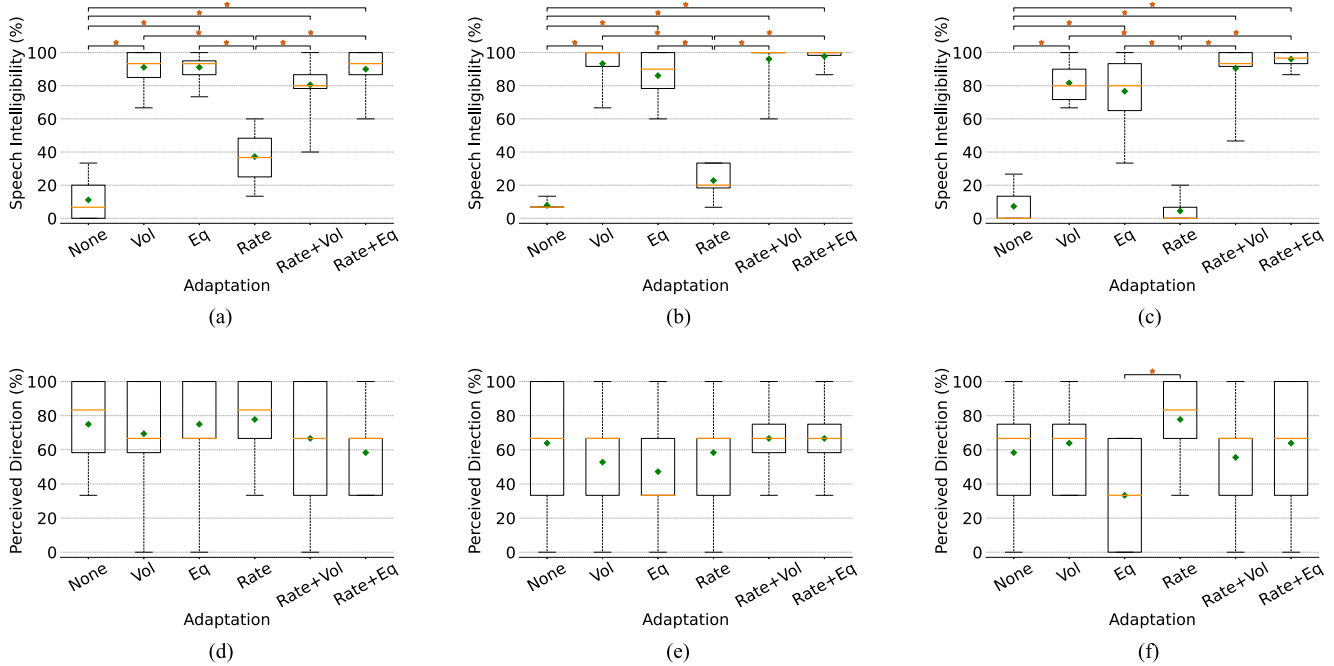 Speech Intelligibility (%)
100
80
60
40
20
0
None Vol Eq Rate Rate+Vol Rate+Eq
Adaptation
(a)
Speech Intelligibility (%)
100
80
60
40
20
0
None Vol Eq Rate Rate+Vol Rate+Eq
Adaptation
(b)
Speech Intelligibility (%)
100
80
60
40
20
0
None Vol Eq Rate Rate+Vol Rate+Eq
Adaptation
(c)
Perceived Direction (%)
100
80
60
40
20
0
None Vol Eq Rate Rate+Vol Rate+Eq
Adaptation
(d)
Perceived Direction (%)
100
80
60
40
20
0
None Vol Eq Rate Rate+Vol Rate+Eq
Adaptation
(e)
Perceived Direction (%)
100
80
60
40
20
0
None Vol Eq Rate Rate+Vol Rate+Eq
Adaptation
(f)